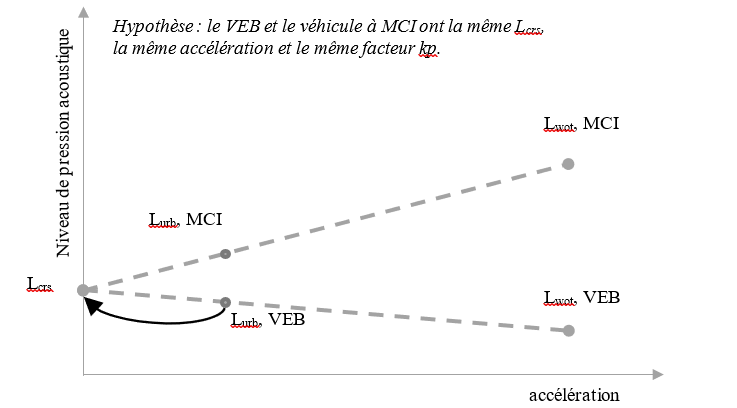 Hypothèse : le VEB et le véhicule à MCI ont la même Lcrs,
la même accélération et le même facteur kp.
Niveau de pression acoustique
Lwot, MCI
Lurb, MCI
Lcrs
Lwot, VEB
Lurb, VEB
accélération